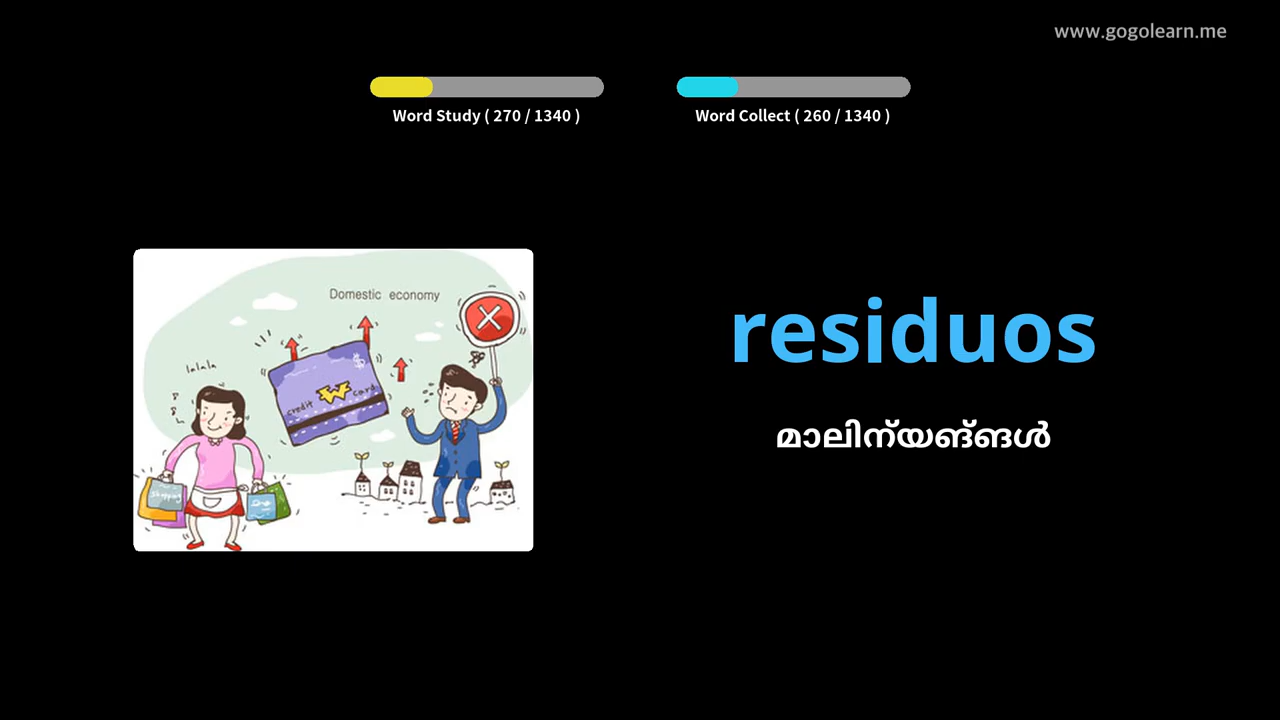 www.gogolearn.me
Word Study ( 270 / 1340 )
Word Collect ( 260 / 1340 )
Domestic economy
lalala
$
W
credit card
Shopping
residuos
മാലിന്യങ്ങൾ